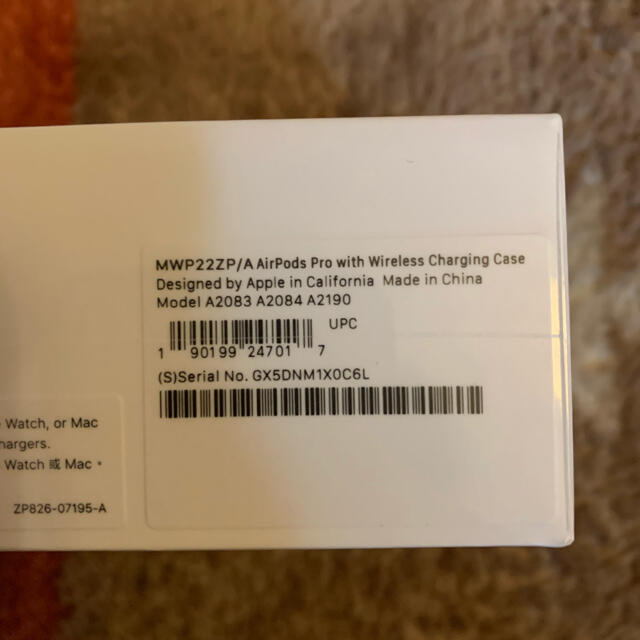 MWP22ZP/A AirPods Pro with Wireless Charging Case
Designed by Apple in California Made in China
Model A2083 A2084 A2190
UPC
1 90199 24701 7
(S)Serial No. GX5DNM1X0C6L
Watch, or Mac
hargers.
Watch 或 Mac。
ZP826-07195-A